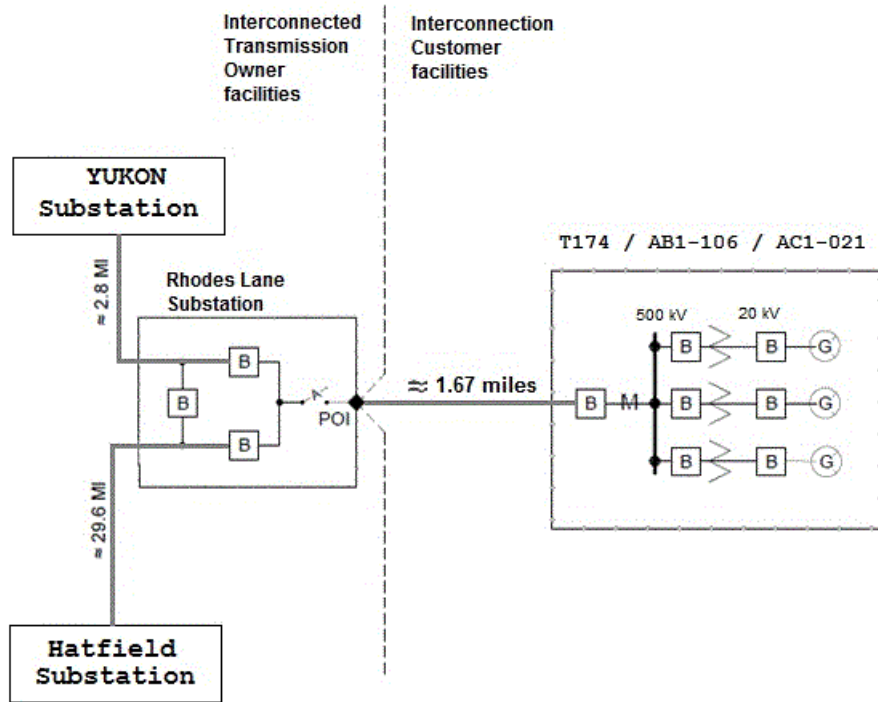 Interconnected
Transmission
Owner
facilities
Interconnection
Customer
facilities
YUKON
Substation
≈ 2.8 MI
Rhodes Lane
Substation
B
B
B
A
POI
≈ 29.6 MI
Hatfield
Substation
≈ 1.67 miles
T174 / AB1-106 / AC1-021
500 kV
20 kV
B
M
B
B
G
B
B
G
B
B
G